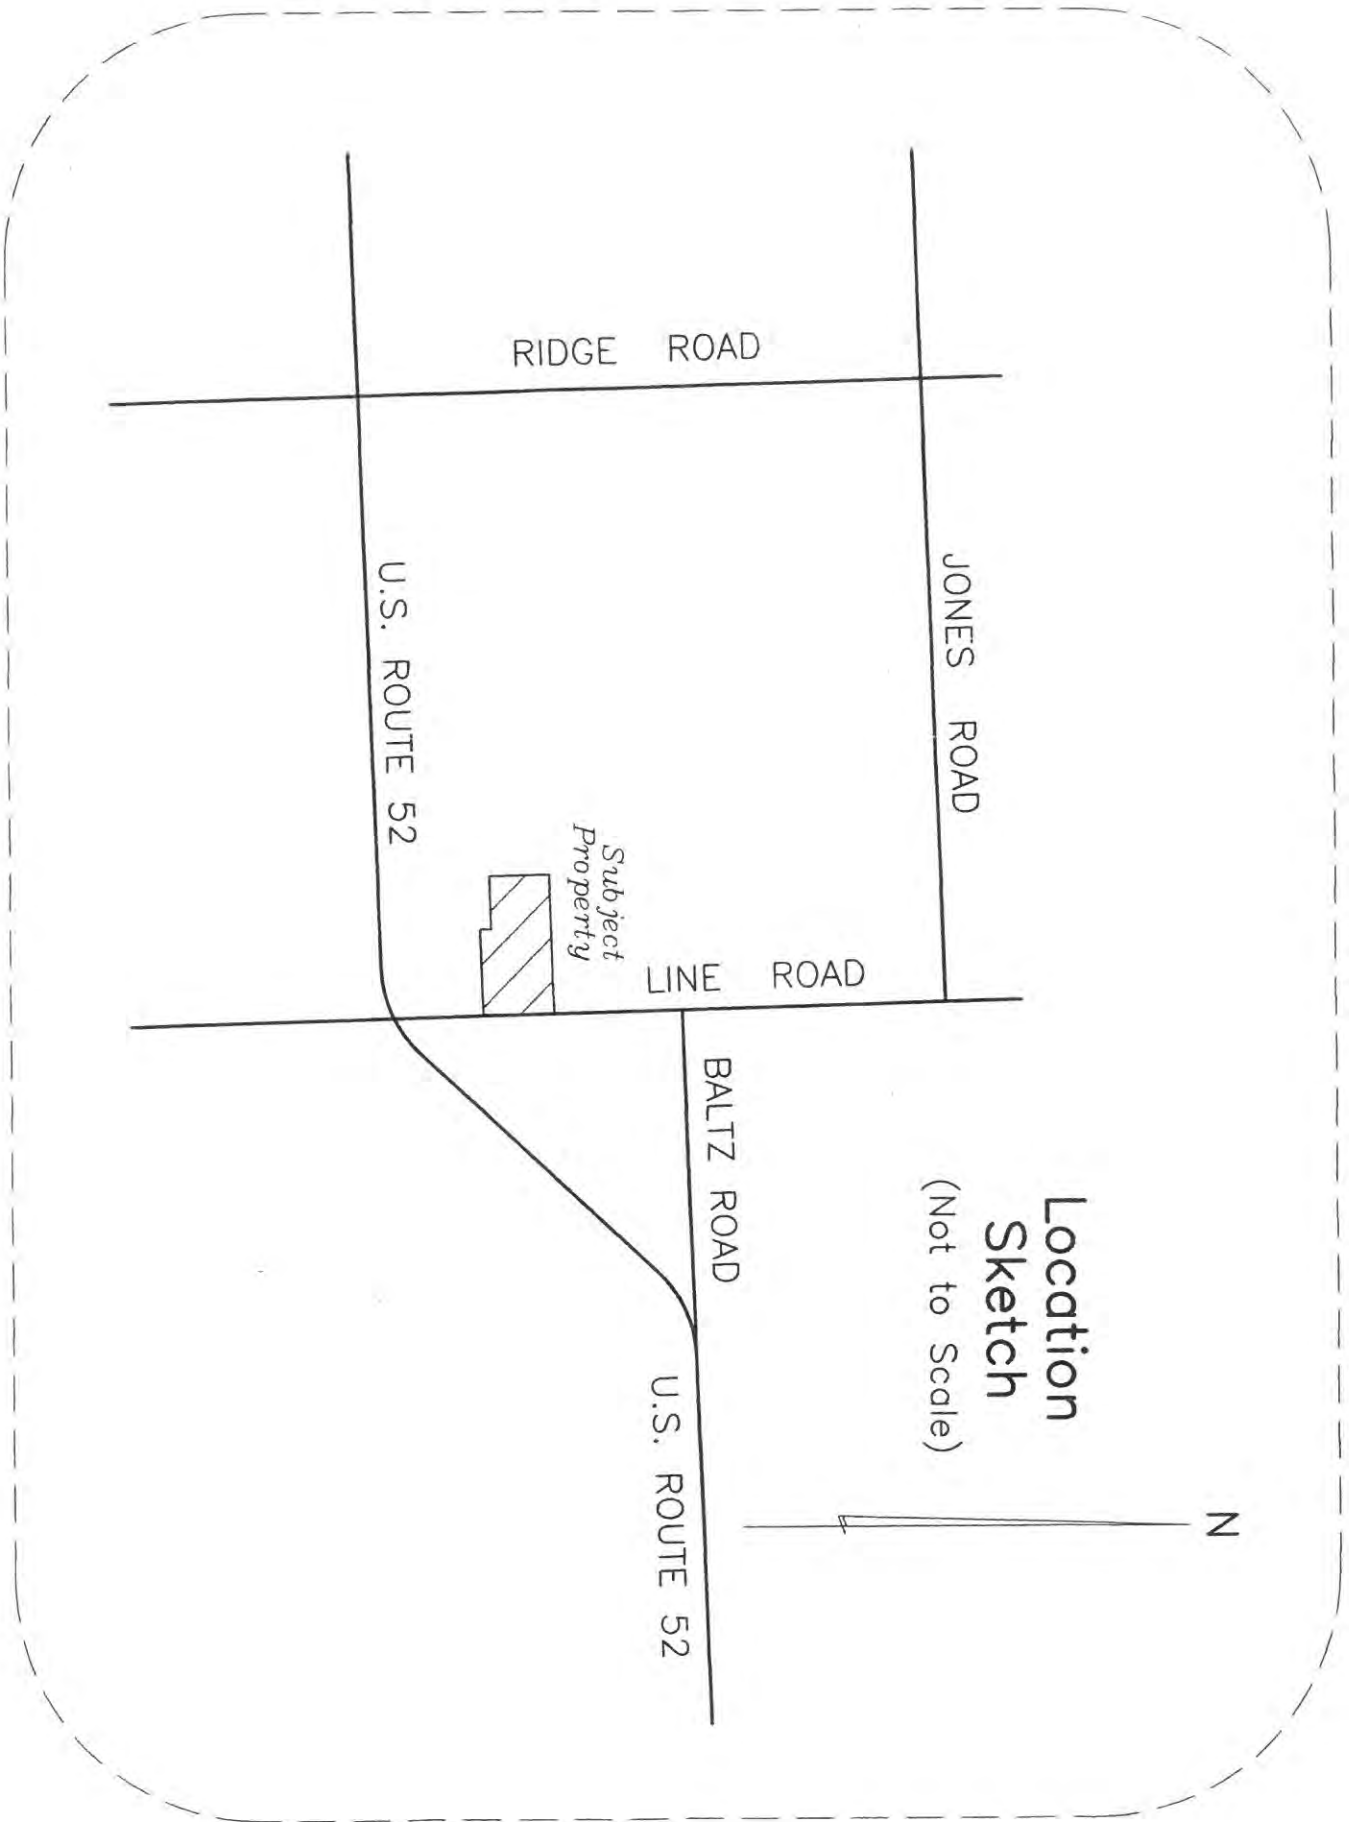 RIDGE ROAD
JONES ROAD
U.S. ROUTE 52
Subject
Property
LINE ROAD
BALTZ ROAD
Location
Sketch
(Not to Scale)
N
U.S. ROUTE 52